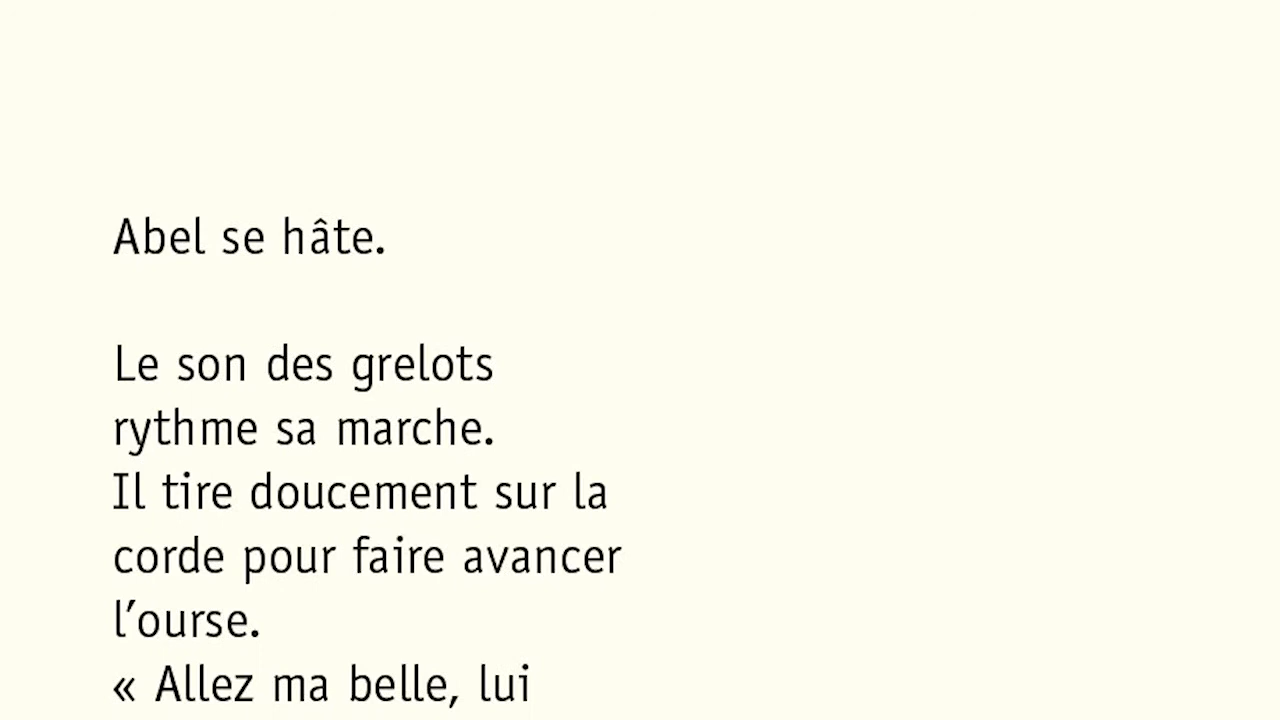 Abel se hâte.
Le son des grelots
rythme sa marche.
Il tire doucement sur la
corde pour faire avancer
l’ourse.
« Allez ma belle, lui